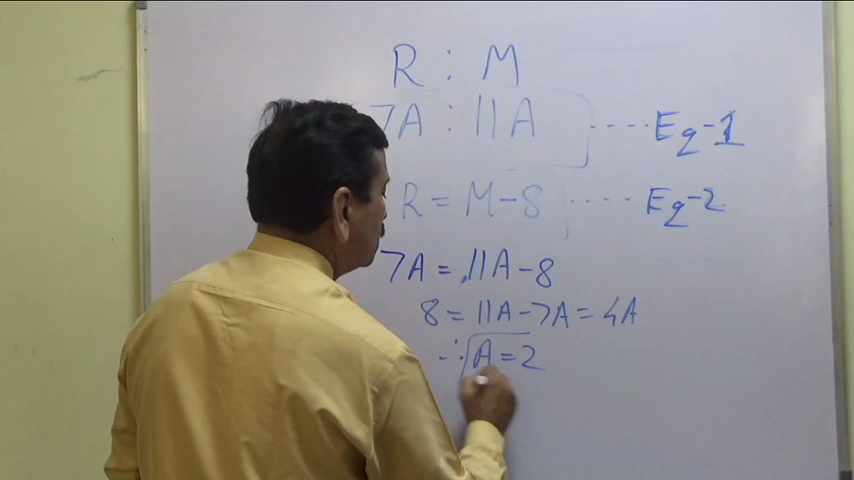 R : M
7A : 11A ---- Eq-1
R = M-8 ---- Eq-2
7A = 11A - 8
8 = 11A - 7A = 4A
∴ A = 2